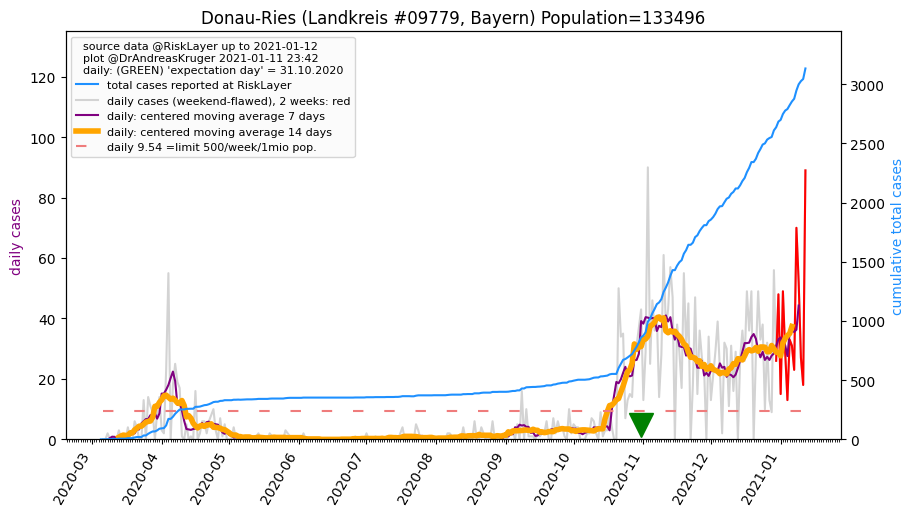 Donau-Ries (Landkreis #09779, Bayern) Population=133496
source data @RiskLayer up to 2021-01-12
plot @DrAndreasKruger 2021-01-11 23:42
daily: (GREEN) 'expectation day' = 31.10.2020
total cases reported at RiskLayer
daily cases (weekend-flawed), 2 weeks: red
daily: centered moving average 7 days
daily: centered moving average 14 days
daily 9.54 =limit 500/week/1mio pop.
daily cases
120
100
80
60
40
20
0
3000
2500
2000
1500
1000
500
0
cumulative total cases
2020-03
2020-04
2020-05
2020-06
2020-07
2020-08
2020-09
2020-10
2020-11
2020-12
2021-01